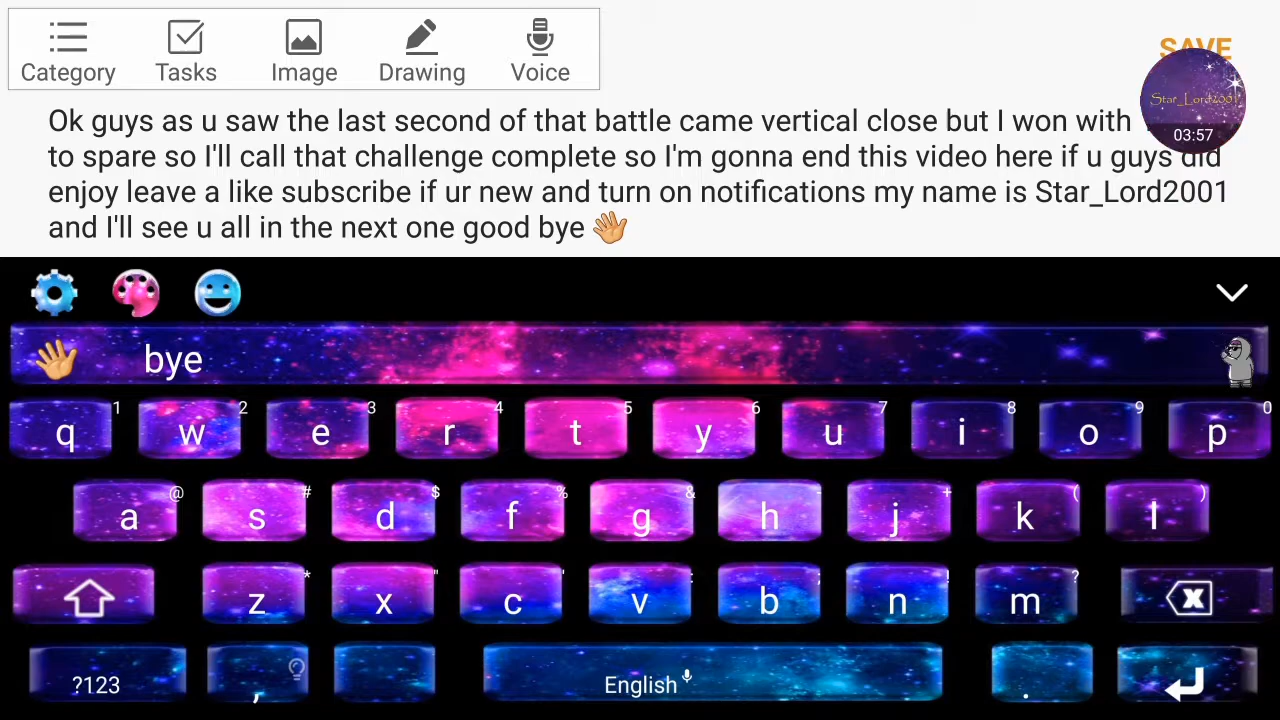 Category Tasks Image Drawing Voice
SAVE
Star_Lord2001
03:57
Ok guys as u saw the last second of that battle came vertical close but I won with
to spare so I'll call that challenge complete so I'm gonna end this video here if u guys did
enjoy leave a like subscribe if ur new and turn on notifications my name is Star_Lord2001
and I'll see u all in the next one good bye 👋
👋 bye
q 1 w 2 e 3 r 4 t 5 y 6 u 7 i 8 o 9 p 0
a @ s # d $ f % g & h - j + k ( l )
z * x " c ' v : b ; n ! m ?
?123 , English .